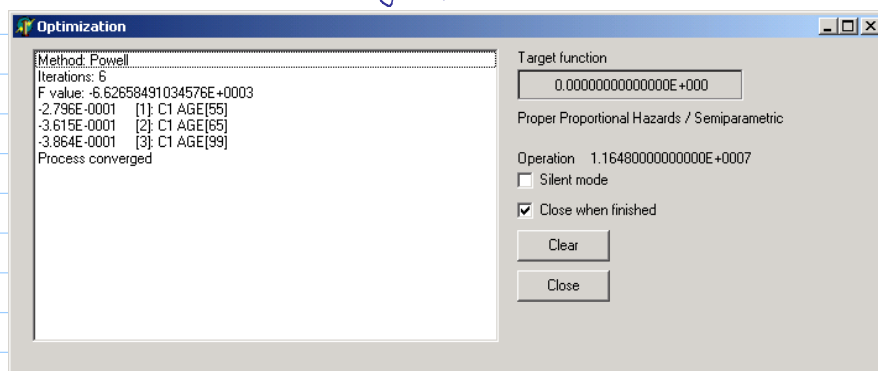 Optimization
Method: Powell
Iterations: 6
F value: -6.62658491034576E+0003
-2.796E-0001 [1]: C1 AGE[55]
-3.615E-0001 [2]: C1 AGE[65]
-3.864E-0001 [3]: C1 AGE[99]
Process converged
Target function
0.00000000000000E+000
Proper Proportional Hazards / Semiparametric
Operation 1.16480000000000E+0007
Silent mode
Close when finished
Clear
Close